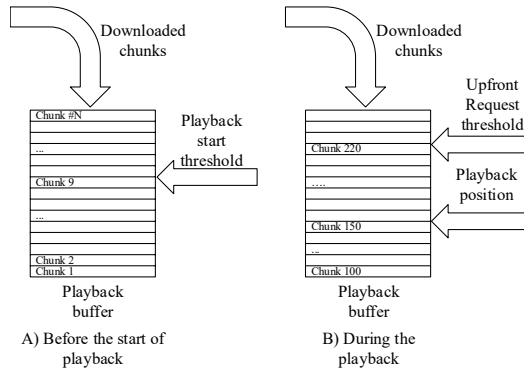 Downloaded
chunks
Chunk #N
...
Chunk 9
...
Chunk 2
Chunk 1
Playback
start
threshold
Playback
buffer
A) Before the start of
playback
Downloaded
chunks
Upfront
Request
threshold
Chunk 220
....
Playback
position
Chunk 150
...
Chunk 100
Playback
buffer
B) During the
playback